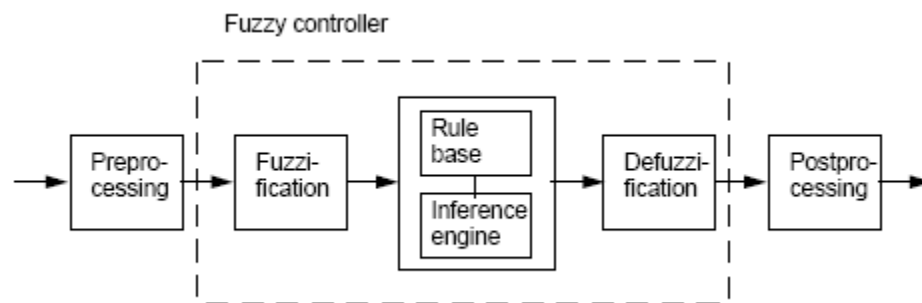 Fuzzy controller
Prepro-
cessing
Fuzzi-
fication
Rule
base
Inference
engine
Defuzzi-
fication
Postpro-
cessing